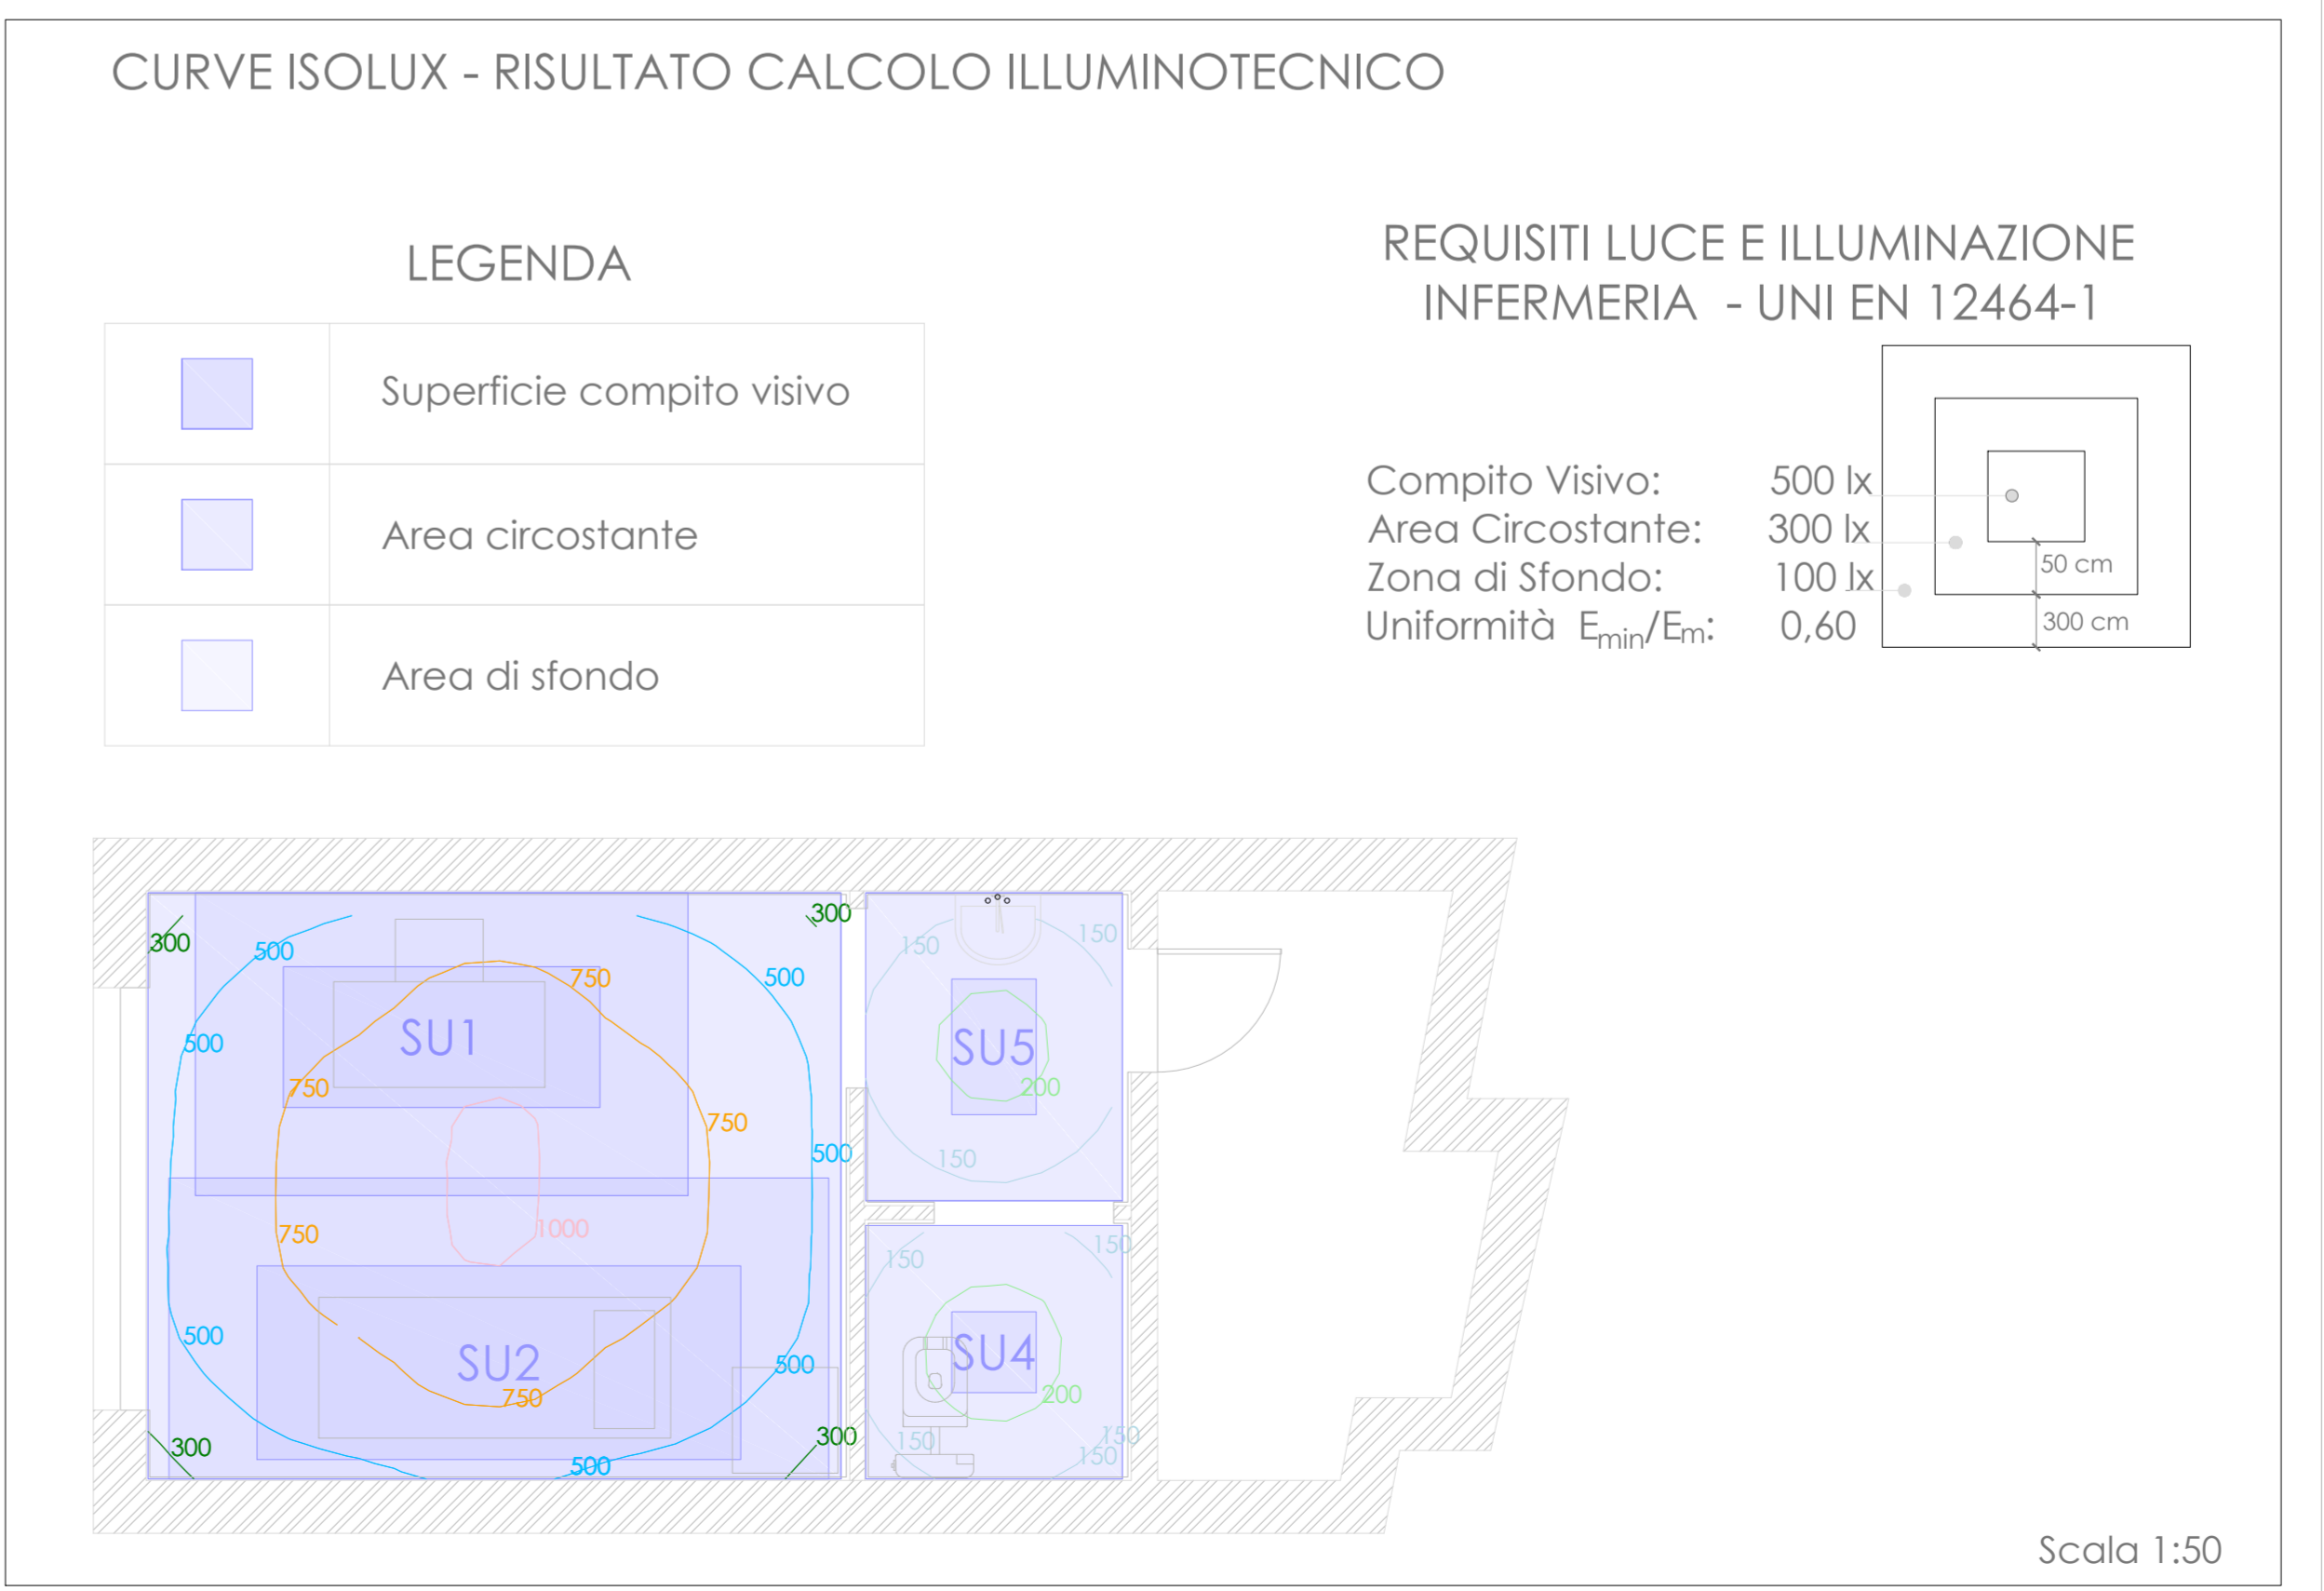 CURVE ISOLUX - RISULTATO CALCOLO ILLUMINOTECNICO
LEGENDA
Superficie compito visivo
Area circostante
Area di sfondo
REQUISITI LUCE E ILLUMINAZIONE
INFERMERIA - UNI EN 12464-1
Compito Visivo: 500 lx
Area Circostante: 300 lx
Zona di Sfondo: 100 lx
Uniformità Emin/Em: 0,60
50 cm
300 cm
300
300
500
500
750
150
150
SU1
500
SU5
750
200
750
500
150
750
1000
150
150
500
SU2
500
SU4
750
200
300
300
150
150
150
500
Scala 1:50